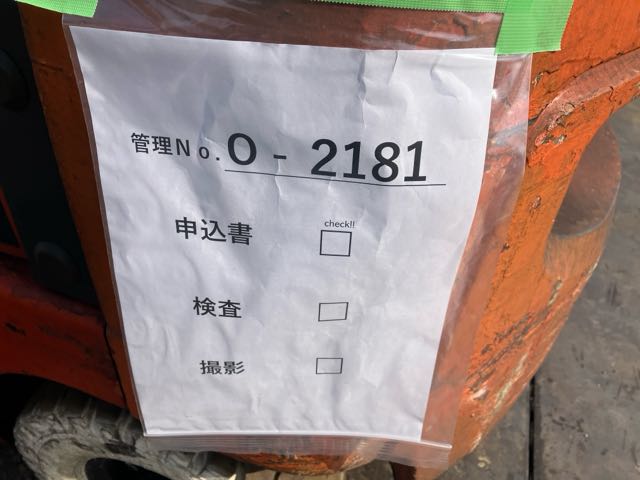 管理No.O-2181
check!!
申込書 □
検査 □
撮影 □